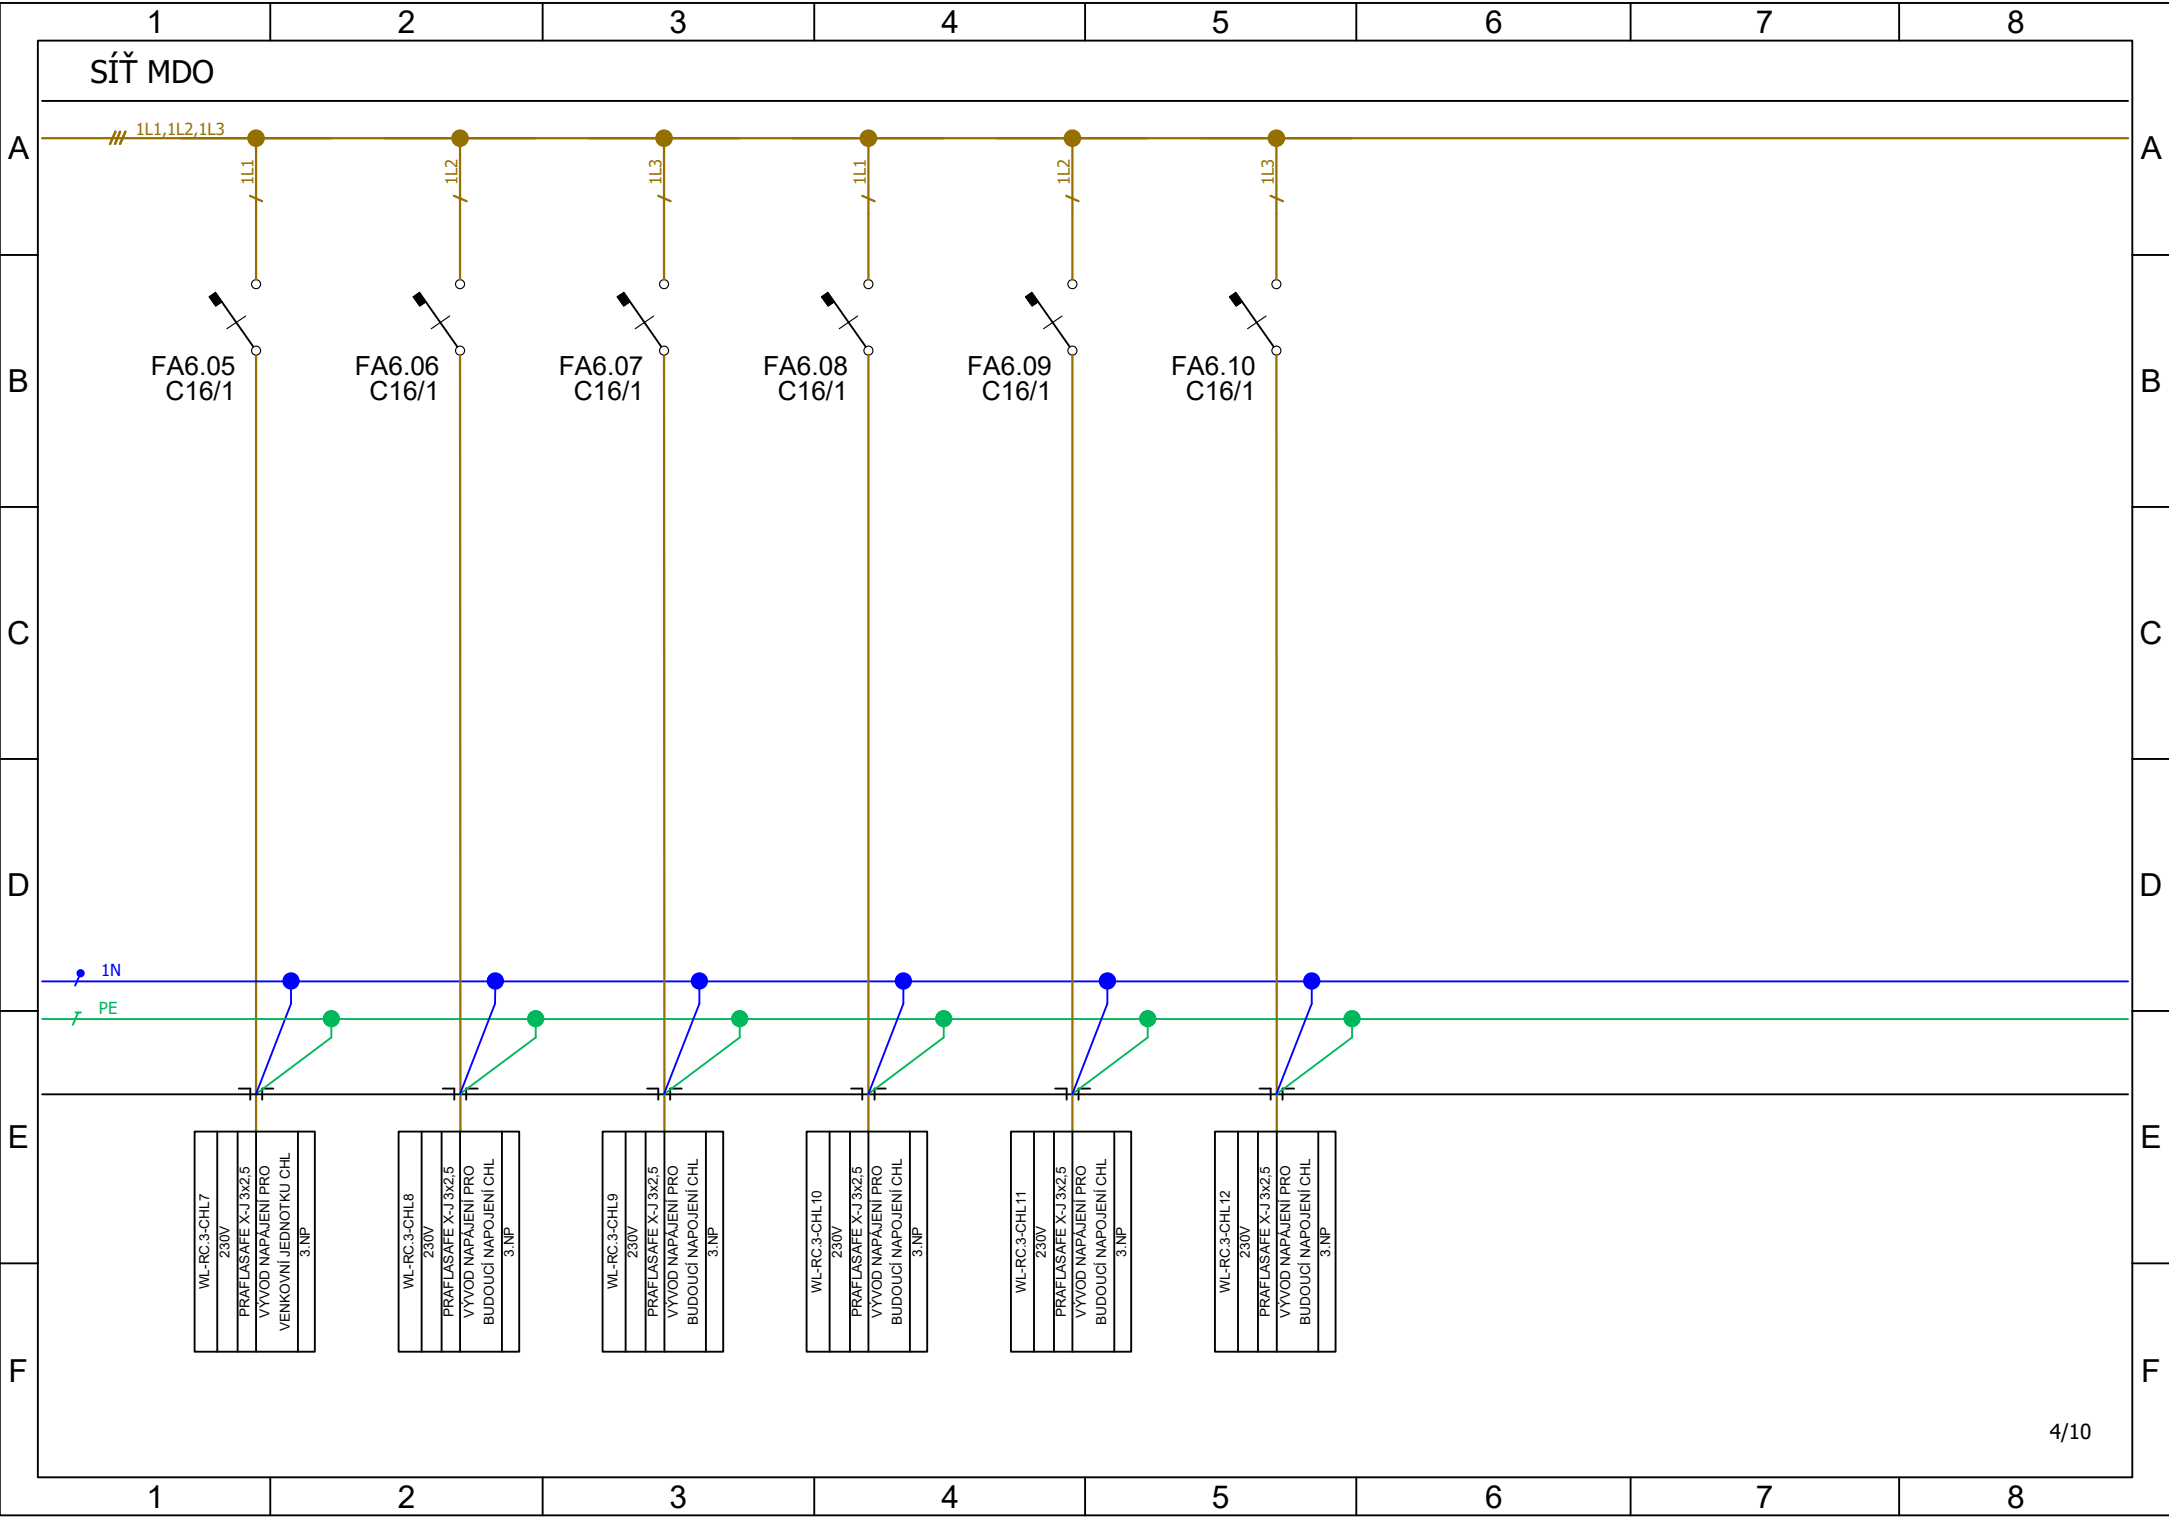 1 2 3 4 5 6 7 8
SÍŤ MDO
A A
1L1,1L2,1L3
1L1 1L2 1L3 1L1 1L2 1L3
B B
FA6.05
C16/1
FA6.06
C16/1
FA6.07
C16/1
FA6.08
C16/1
FA6.09
C16/1
FA6.10
C16/1
C C
D D
1N
PE
E E
WL-RC.3-CHL7
230V
PRAFLASAFE X-J 3x2,5
VÝVOD NAPÁJENÍ PRO
VENKOVNÍ JEDNOTKU CHL
3.NP
WL-RC.3-CHL8
230V
PRAFLASAFE X-J 3x2,5
VÝVOD NAPÁJENÍ PRO
BUDOUCÍ NAPOJENÍ CHL
3.NP
WL-RC.3-CHL9
230V
PRAFLASAFE X-J 3x2,5
VÝVOD NAPÁJENÍ PRO
BUDOUCÍ NAPOJENÍ CHL
3.NP
WL-RC.3-CHL10
230V
PRAFLASAFE X-J 3x2,5
VÝVOD NAPÁJENÍ PRO
BUDOUCÍ NAPOJENÍ CHL
3.NP
WL-RC.3-CHL11
230V
PRAFLASAFE X-J 3x2,5
VÝVOD NAPÁJENÍ PRO
BUDOUCÍ NAPOJENÍ CHL
3.NP
WL-RC.3-CHL12
230V
PRAFLASAFE X-J 3x2,5
VÝVOD NAPÁJENÍ PRO
BUDOUCÍ NAPOJENÍ CHL
3.NP
F F
4/10
1 2 3 4 5 6 7 8